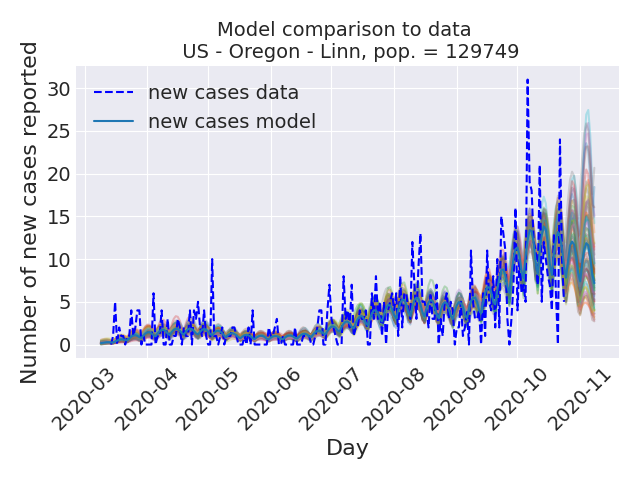 Model comparison to data
US - Oregon - Linn, pop. = 129749
Number of new cases reported
30
25
20
15
10
5
0
new cases data
new cases model
2020-03
2020-04
2020-05
2020-06
2020-07
2020-08
2020-09
2020-10
2020-11
Day